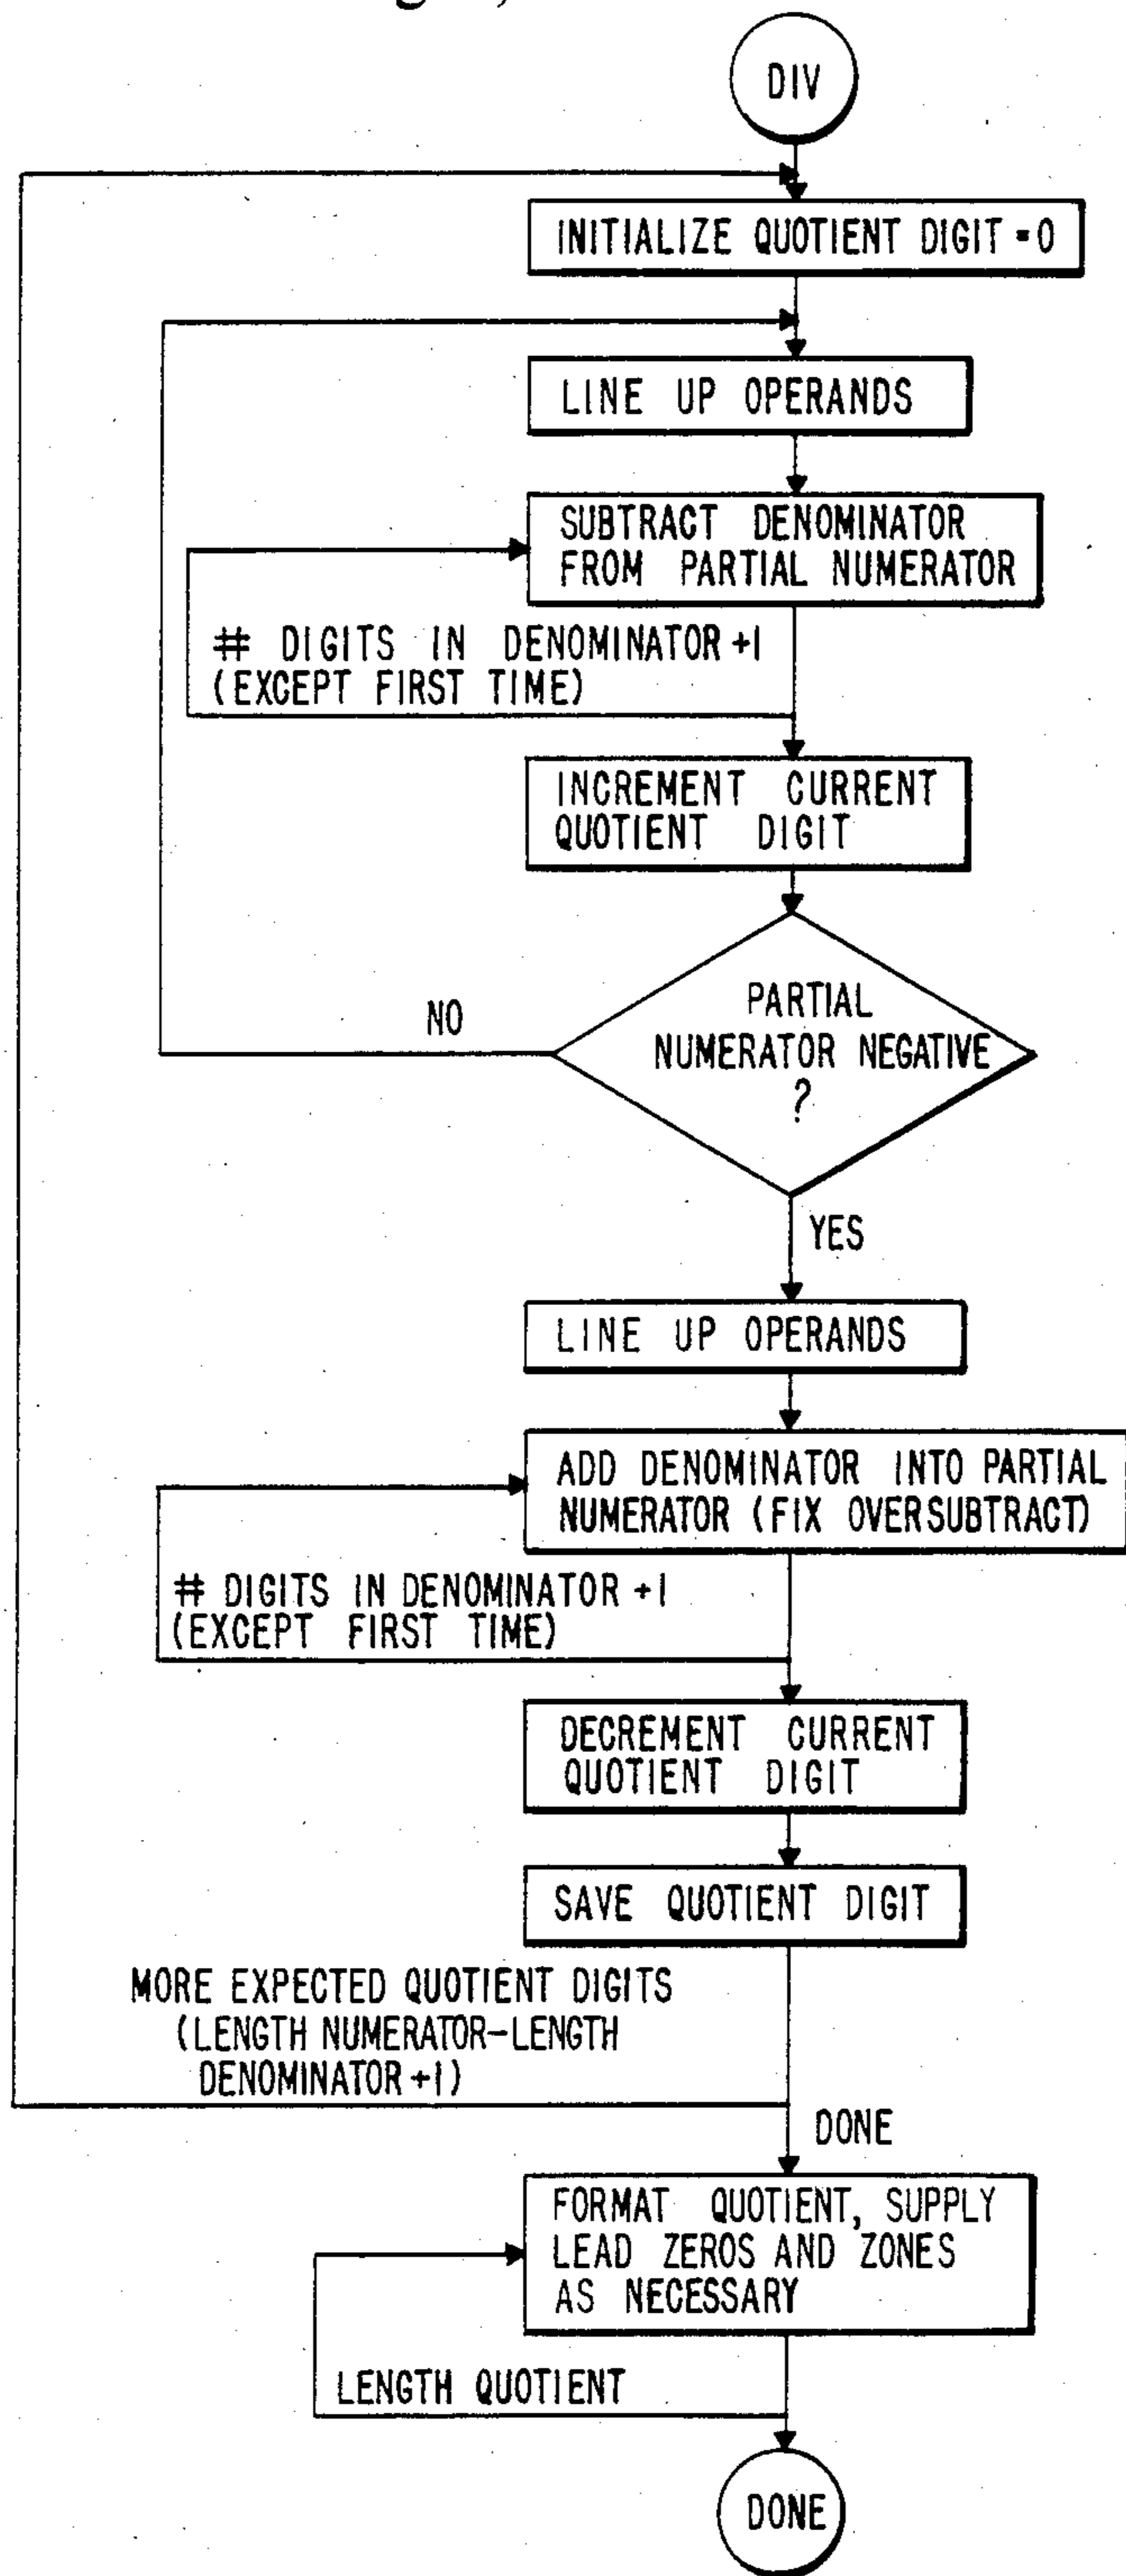 DIV
INITIALIZE QUOTIENT DIGIT = 0
LINE UP OPERANDS
SUBTRACT DENOMINATOR
FROM PARTIAL NUMERATOR
# DIGITS IN DENOMINATOR +1
(EXCEPT FIRST TIME)
INCREMENT CURRENT
QUOTIENT DIGIT
NO
PARTIAL
NUMERATOR NEGATIVE
?
YES
LINE UP OPERANDS
ADD DENOMINATOR INTO PARTIAL
NUMERATOR (FIX OVERSUBTRACT)
# DIGITS IN DENOMINATOR +1
(EXCEPT FIRST TIME)
DECREMENT CURRENT
QUOTIENT DIGIT
SAVE QUOTIENT DIGIT
MORE EXPECTED QUOTIENT DIGITS
(LENGTH NUMERATOR-LENGTH
DENOMINATOR +1)
DONE
FORMAT QUOTIENT, SUPPLY
LEAD ZEROS AND ZONES
AS NECESSARY
LENGTH QUOTIENT
DONE